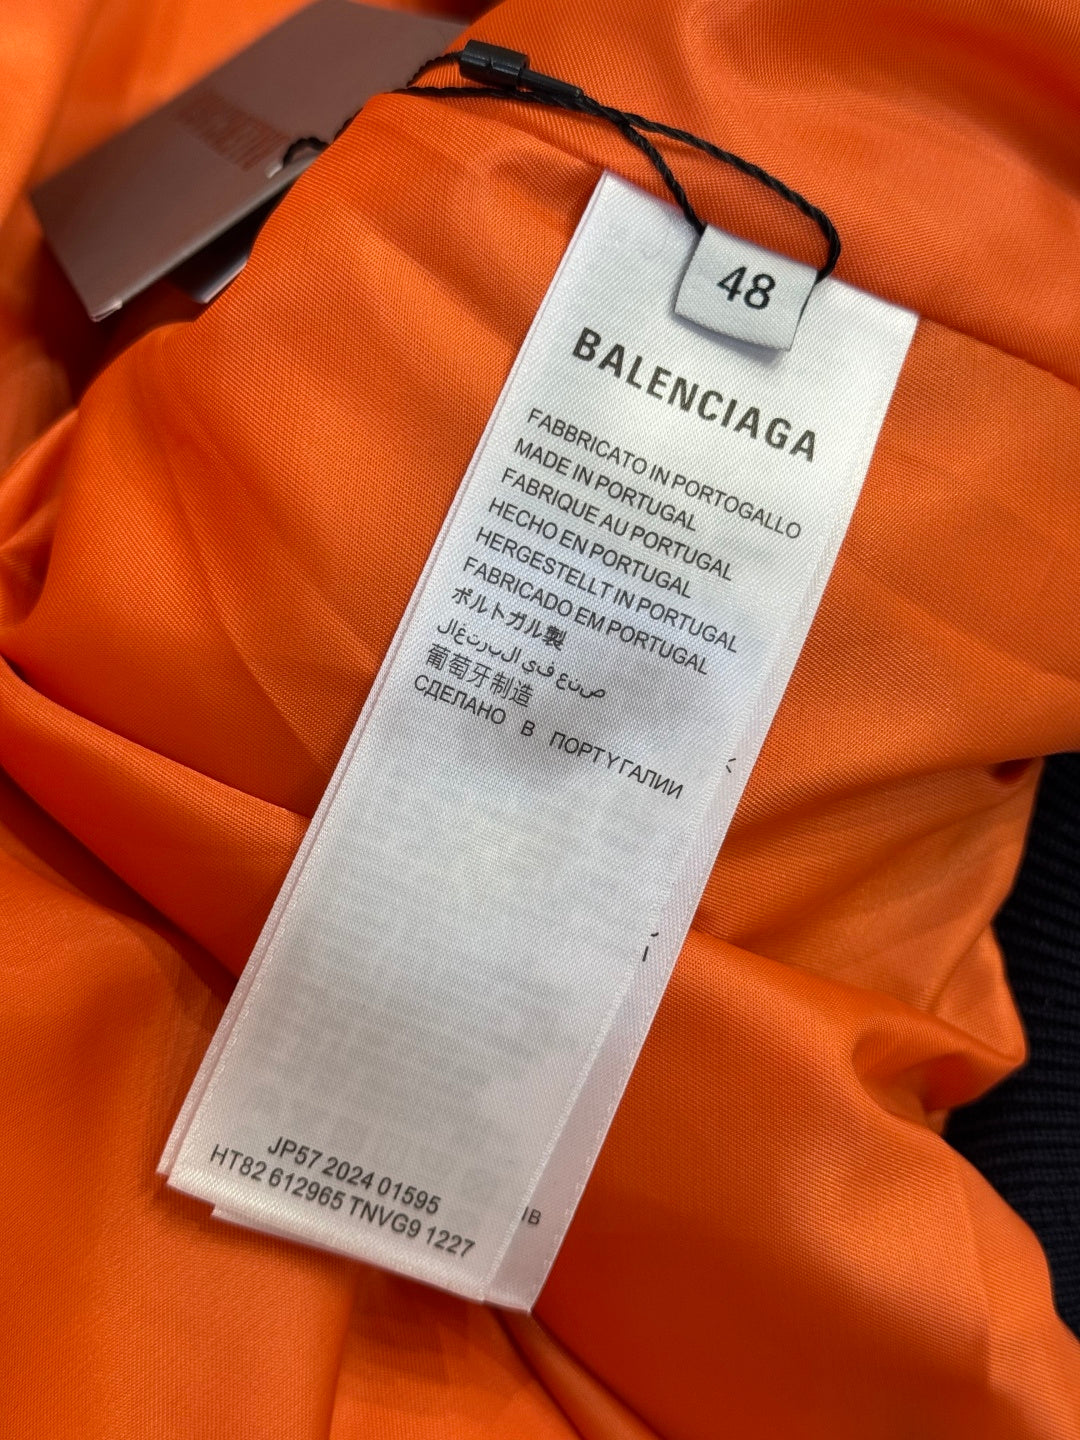 48
BALENCIAGA
FABBRICATO IN PORTOGALLO
MADE IN PORTUGAL
FABRIQUE AU PORTUGAL
HECHO EN PORTUGAL
HERGESTELLT IN PORTUGAL
FABRICADO EM PORTUGAL
ポルトガル製
صنع في البرتغال
葡萄牙制造
СДЕЛАНО В ПОРТУГАЛИИ
JP57 2024 01595
HT82 612965 TNVG9 1227